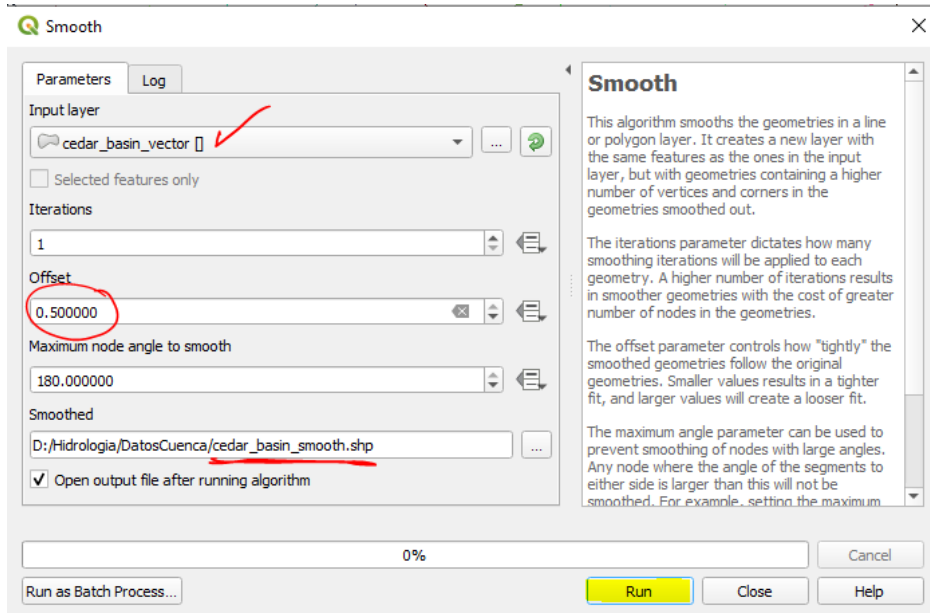 Smooth
Parameters
Log
Input layer
cedar_basin_vector []
...
Selected features only
Iterations
1
Offset
0.500000
Maximum node angle to smooth
180.000000
Smoothed
D:/Hidrologia/DatosCuenca/cedar_basin_smooth.shp
...
Open output file after running algorithm
Smooth
This algorithm smooths the geometries in a line
or polygon layer. It creates a new layer with
the same features as the ones in the input
layer, but with geometries containing a higher
number of vertices and corners in the
geometries smoothed out.
The iterations parameter dictates how many
smoothing iterations will be applied to each
geometry. A higher number of iterations results
in smoother geometries with the cost of greater
number of nodes in the geometries.
The offset parameter controls how "tightly" the
smoothed geometries follow the original
geometries. Smaller values results in a tighter
fit, and larger values will create a looser fit.
The maximum angle parameter can be used to
prevent smoothing of nodes with large angles.
Any node where the angle of the segments to
either side is larger than this will not be
smoothed. For example, setting the maximum
0%
Cancel
Run as Batch Process...
Run
Close
Help